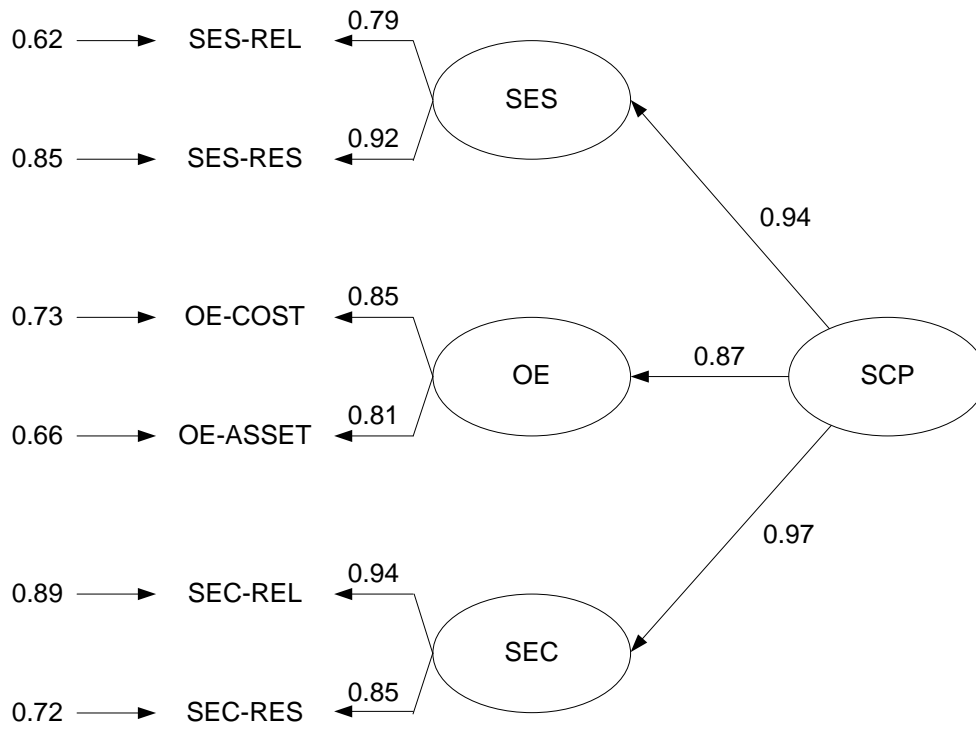 0.62 SES-REL 0.79
SES
0.85 SES-RES 0.92
0.94
0.73 OE-COST 0.85
0.87
OE
SCP
0.66 OE-ASSET 0.81
0.97
0.89 SEC-REL 0.94
SEC
0.72 SEC-RES 0.85